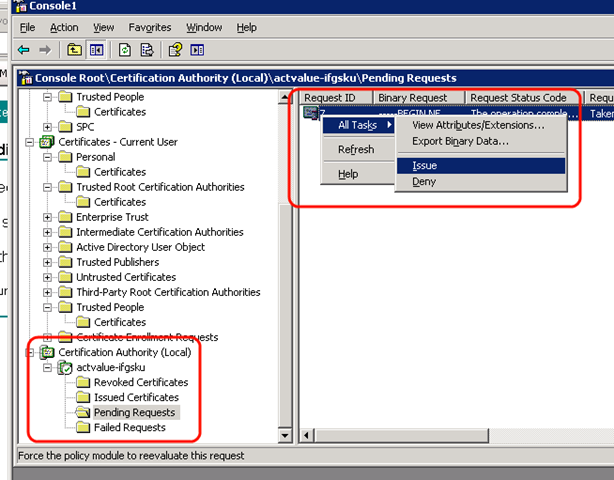 Console1
File Action View Favorites Window Help
Console Root\Certification Authority (Local)\actvalue-ifgsku\Pending Requests
Trusted People
Certificates
SPC
Certificates - Current User
Personal
Certificates
Trusted Root Certification Authorities
Certificates
Enterprise Trust
Intermediate Certification Authorities
Active Directory User Object
Trusted Publishers
Untrusted Certificates
Third-Party Root Certification Authorities
Trusted People
Certificates
Certificate Enrollment Requests
Certification Authority (Local)
actvalue-ifgsku
Revoked Certificates
Issued Certificates
Pending Requests
Failed Requests
Request ID Binary Request Request Status Code Requ
7 -----BEGIN NE... The operation comple... Taken
All Tasks
Refresh
Help
View Attributes/Extensions...
Export Binary Data...
Issue
Deny
Force the policy module to reevaluate this request